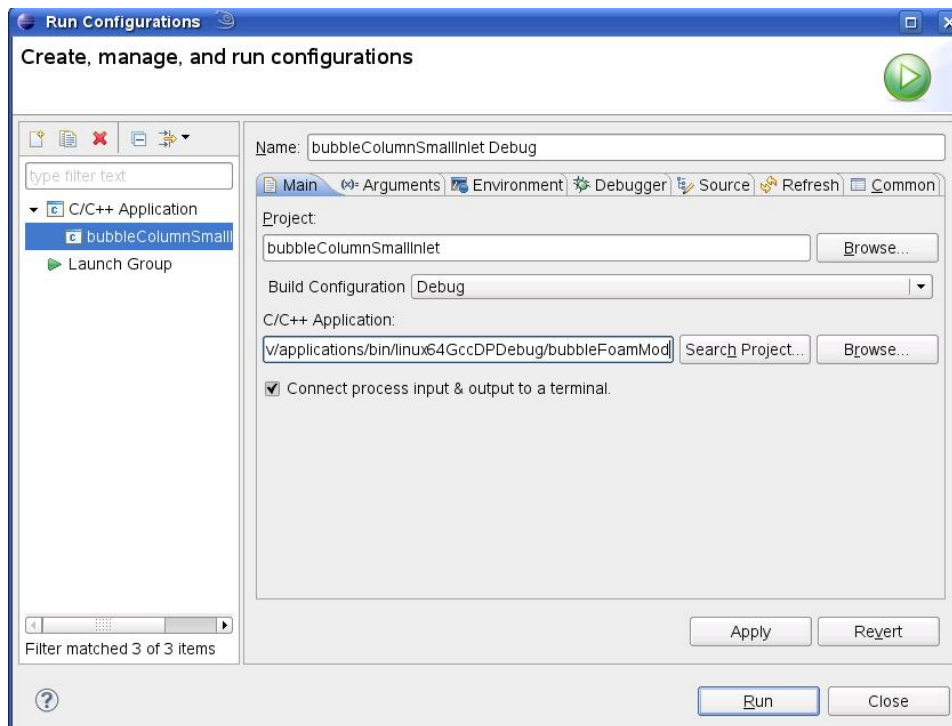 Run Configurations
Create, manage, and run configurations
type filter text
C/C++ Application
bubbleColumnSmallI
Launch Group
Filter matched 3 of 3 items
Name: bubbleColumnSmallInlet Debug
Main (x)= Arguments Environment Debugger Source Refresh Common
Project:
bubbleColumnSmallInlet Browse...
Build Configuration Debug
C/C++ Application:
v/applications/bin/linux64GccDPDebug/bubbleFoamMod Search Project... Browse...
Connect process input & output to a terminal.
Apply Revert
? Run Close